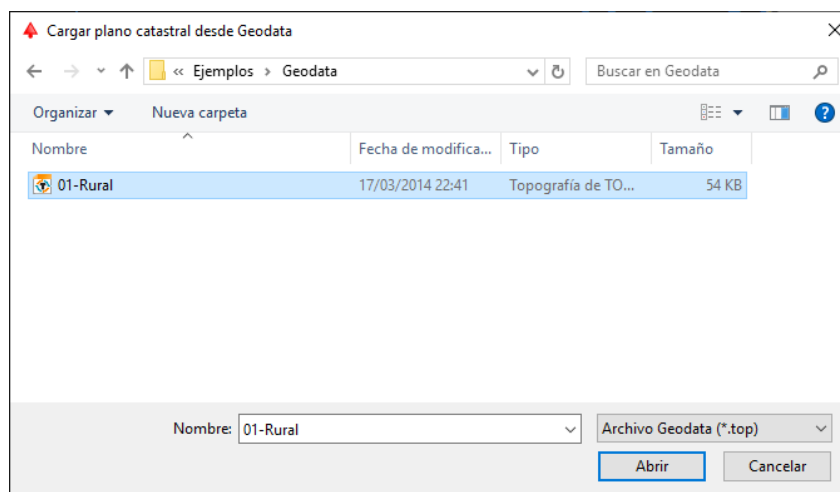 Cargar plano catastral desde Geodata
« Ejemplos > Geodata
Buscar en Geodata
Organizar
Nueva carpeta
Nombre Fecha de modifica... Tipo Tamaño
01-Rural 17/03/2014 22:41 Topografía de TO... 54 KB
Nombre: 01-Rural Archivo Geodata (*.top)
Abrir Cancelar